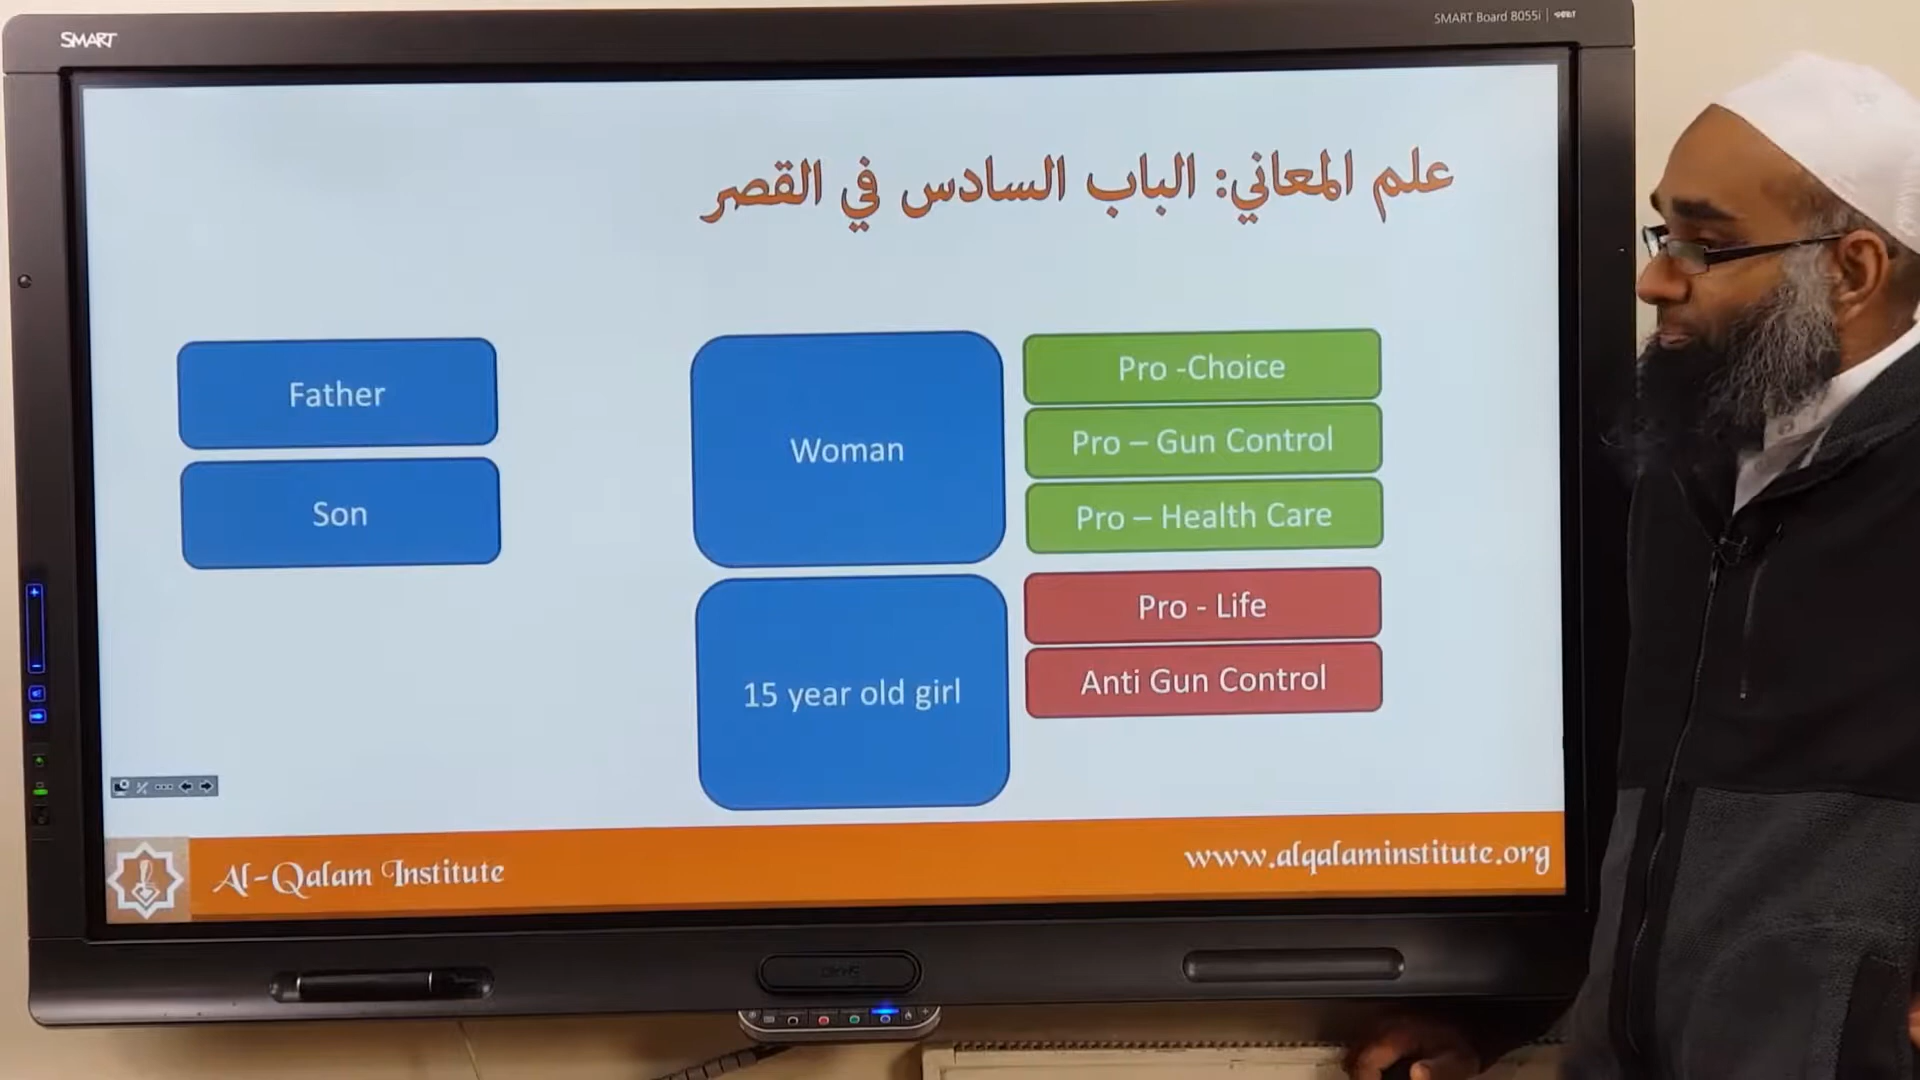 SMART
SMART Board 8055i
علم المعاني: الباب السادس في القصر
Father
Son
Woman
Pro -Choice
Pro – Gun Control
Pro – Health Care
15 year old girl
Pro - Life
Anti Gun Control
Al-Qalam Institute
www.alqalaminstitute.org